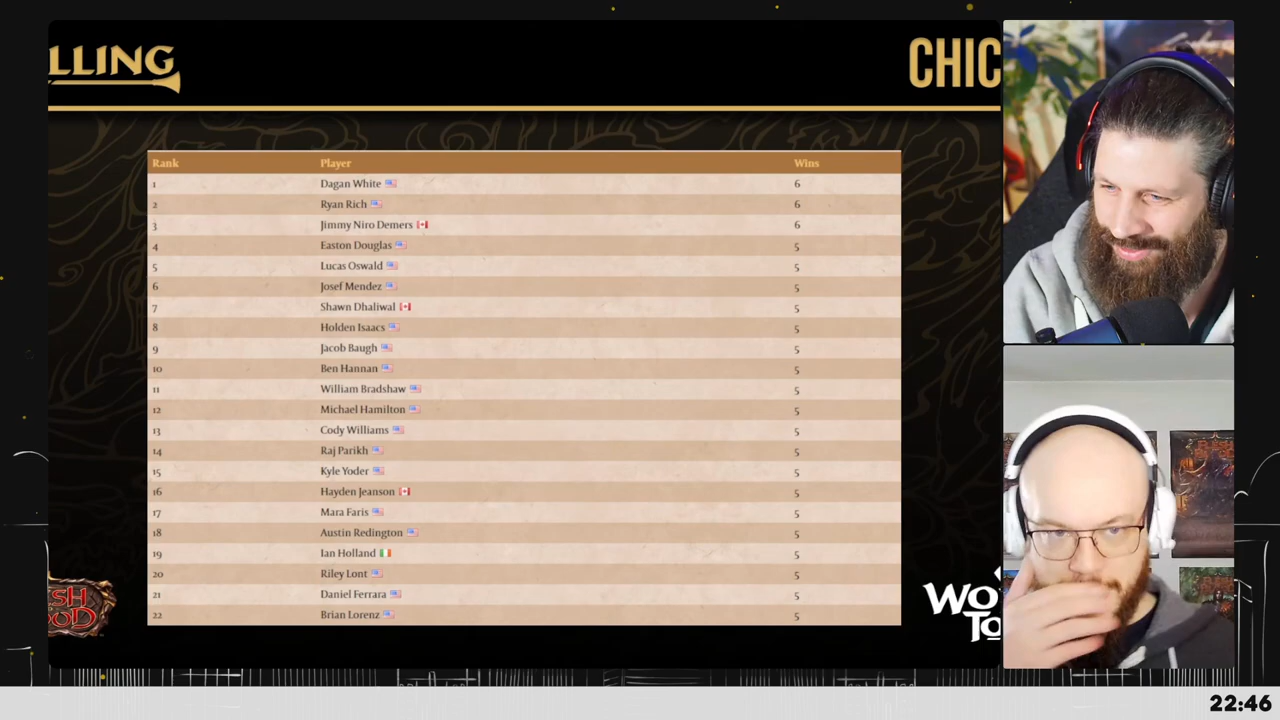 LLING
CHIC
Rank Player Wins
1 Dagan White 6
2 Ryan Rich 6
3 Jimmy Niro Demers 6
4 Easton Douglas 5
5 Lucas Oswald 5
6 Josef Mendez 5
7 Shawn Dhaliwal 5
8 Holden Isaacs 5
9 Jacob Baugh 5
10 Ben Hannan 5
11 William Bradshaw 5
12 Michael Hamilton 5
13 Cody Williams 5
14 Raj Parikh 5
15 Kyle Yoder 5
16 Hayden Jeanson 5
17 Mara Faris 5
18 Austin Redington 5
19 Ian Holland 5
20 Riley Lont 5
21 Daniel Ferrara 5
22 Brian Lorenz 5
SH
OOD
WO
TO
22:46